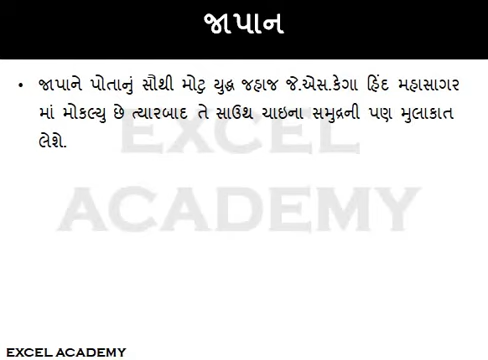 જાપાન
• જાપાને પોતાનું સૌથી મોટુ યુદ્ધ જહાજ જે.એસ.કેગા હિંદ મહાસાગર
માં મોકલ્યુ છે ત્યારબાદ તે સાઉથ ચાઇના સમુદ્રની પણ મુલાકાત
લેશે.
EXCEL
ACADEMY
EXCEL ACADEMY